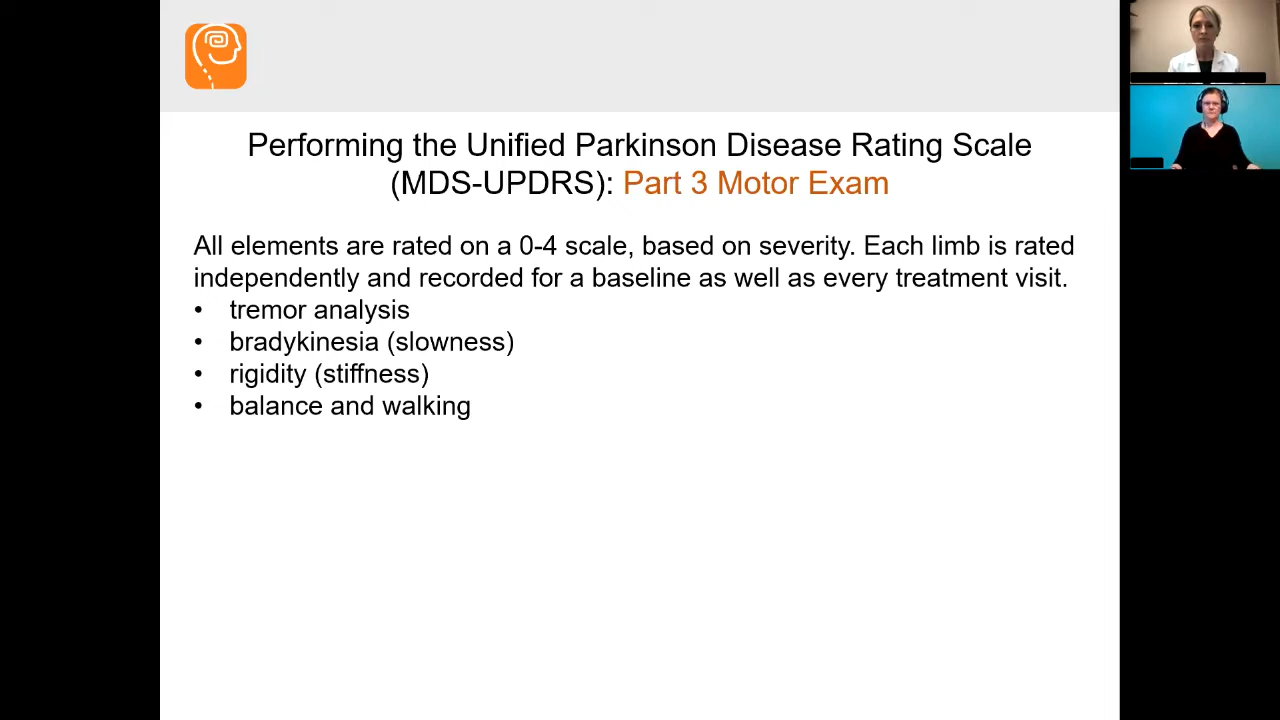 Performing the Unified Parkinson Disease Rating Scale
(MDS-UPDRS): Part 3 Motor Exam
All elements are rated on a 0-4 scale, based on severity. Each limb is rated
independently and recorded for a baseline as well as every treatment visit.
• tremor analysis
• bradykinesia (slowness)
• rigidity (stiffness)
• balance and walking